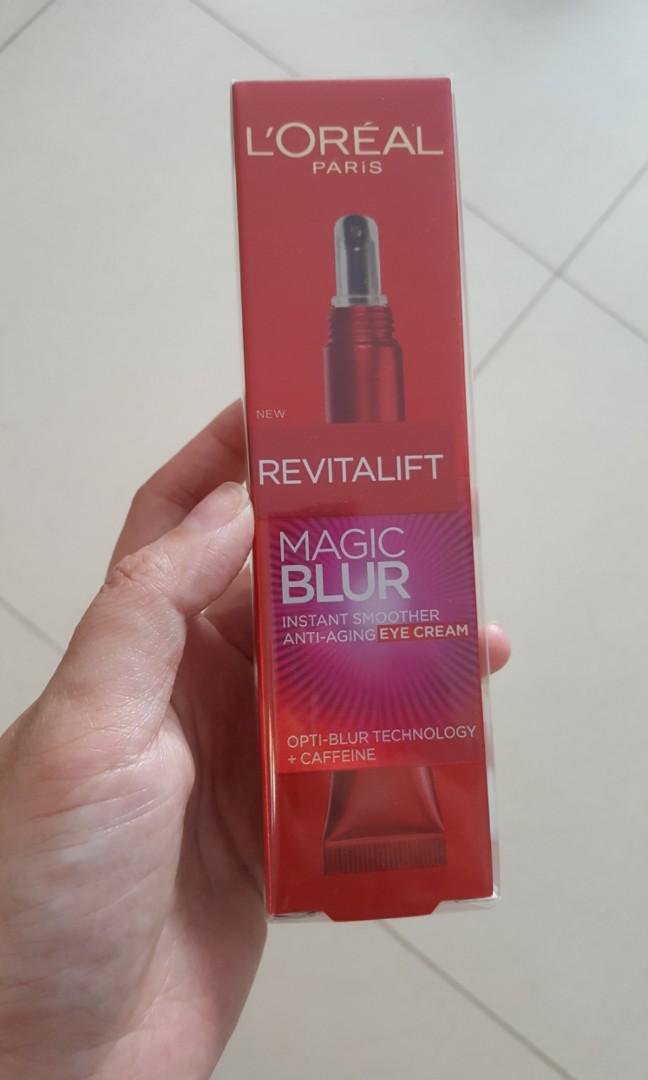 L'ORÉAL
PARiS
NEW
REVITALIFT
MAGIC
BLUR
INSTANT SMOOTHER
ANTI-AGING EYE CREAM
OPTI-BLUR TECHNOLOGY
+ CAFFEINE